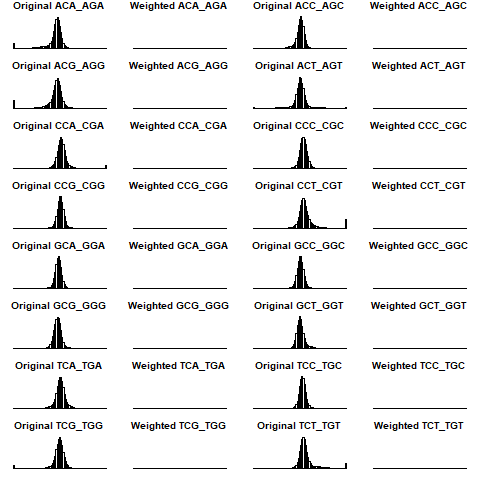 Original ACA_AGA Weighted ACA_AGA Original ACC_AGC Weighted ACC_AGC
Original ACG_AGG Weighted ACG_AGG Original ACT_AGT Weighted ACT_AGT
Original CCA_CGA Weighted CCA_CGA Original CCC_CGC Weighted CCC_CGC
Original CCG_CGG Weighted CCG_CGG Original CCT_CGT Weighted CCT_CGT
Original GCA_GGA Weighted GCA_GGA Original GCC_GGC Weighted GCC_GGC
Original GCG_GGG Weighted GCG_GGG Original GCT_GGT Weighted GCT_GGT
Original TCA_TGA Weighted TCA_TGA Original TCC_TGC Weighted TCC_TGC
Original TCG_TGG Weighted TCG_TGG Original TCT_TGT Weighted TCT_TGT